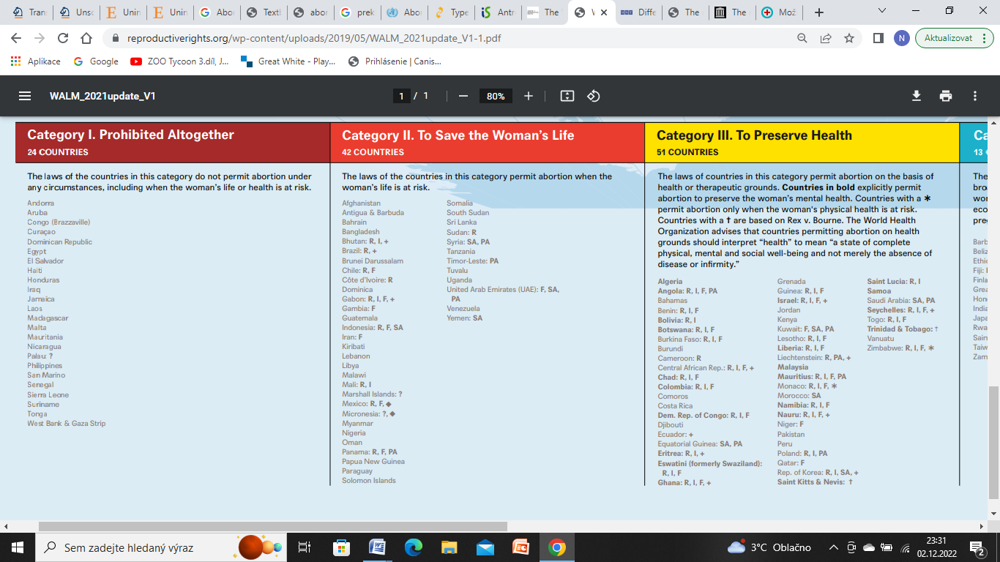 Tran
Unsc
Unin
Unin
Abor
Textl
abor
prek
Abo
Type
Antr
The
W
Diffe
The
The
Mož
reproductiverights.org/wp-content/uploads/2019/05/WALM_2021update_V1-1.pdf
N
Aktualizovat
Aplikace
Google
ZOO Tycoon 3.díl, J...
Great White - Play...
Prihlásenie | Canis...
WALM_2021update_V1
1 / 1
80%
Category I. Prohibited Altogether
24 COUNTRIES
The laws of the countries in this category do not permit abortion under
any circumstances, including when the woman's life or health is at risk.
Andorra
Aruba
Congo (Brazzaville)
Curaçao
Dominican Republic
Egypt
El Salvador
Haiti
Honduras
Iraq
Jamaica
Laos
Madagascar
Malta
Mauritania
Nicaragua
Palau: ?
Philippines
San Marino
Senegal
Sierra Leone
Suriname
Tonga
West Bank & Gaza Strip
Category II. To Save the Woman's Life
42 COUNTRIES
The laws of the countries in this category permit abortion when the
woman's life is at risk.
Afghanistan
Antigua & Barbuda
Bahrain
Bangladesh
Bhutan: R, I, +
Brazil: R, +
Brunei Darussalam
Chile: R, F
Côte d'Ivoire: R
Dominica
Gabon: R, I, F, +
Gambia: F
Guatemala
Indonesia: R, F, SA
Iran: F
Kiribati
Lebanon
Libya
Malawi
Mali: R, I
Marshall Islands: ?
Mexico: R, F, ◆
Micronesia: ?, ◆
Myanmar
Nigeria
Oman
Panama: R, F, PA
Papua New Guinea
Paraguay
Solomon Islands
Somalia
South Sudan
Sri Lanka
Sudan: R
Syria: SA, PA
Tanzania
Timor-Leste: PA
Tuvalu
Uganda
United Arab Emirates (UAE): F, SA,
PA
Venezuela
Yemen: SA
Category III. To Preserve Health
51 COUNTRIES
The laws of countries in this category permit abortion on the basis of
health or therapeutic grounds. Countries in bold explicitly permit
abortion to preserve the woman's mental health. Countries with a ∗
permit abortion only when the woman's physical health is at risk.
Countries with a † are based on Rex v. Bourne. The World Health
Organization advises that countries permitting abortion on health
grounds should interpret "health" to mean "a state of complete
physical, mental and social well-being and not merely the absence of
disease or infirmity."
Algeria
Angola: R, I, F, PA
Bahamas
Benin: R, I, F
Bolivia: R, I
Botswana: R, I, F
Burkina Faso: R, I, F
Burundi
Cameroon: R
Central African Rep.: R, I, F, +
Chad: R, I, F
Colombia: R, I, F
Comoros
Costa Rica
Dem. Rep. of Congo: R, I, F
Djibouti
Ecuador: +
Equatorial Guinea: SA, PA
Eritrea: R, I, +
Eswatini (formerly Swaziland):
R, I, F
Ghana: R, I, F, +
Grenada
Guinea: R, I, F
Israel: R, I, F, +
Jordan
Kenya
Kuwait: F, SA, PA
Lesotho: R, I, F
Liberia: R, I, F
Liechtenstein: R, PA, +
Malaysia
Mauritius: R, I, F, PA
Monaco: R, I, F, ∗
Morocco: SA
Namibia: R, I, F
Nauru: R, I, F, +
Niger: F
Pakistan
Peru
Poland: R, I, PA
Qatar: F
Rep. of Korea: R, I, SA, +
Saint Kitts & Nevis: †
Saint Lucia: R, I
Samoa
Saudi Arabia: SA, PA
Seychelles: R, I, F, +
Togo: R, I, F
Trinidad & Tobago: †
Vanuatu
Zimbabwe: R, I, F, ∗
Ca
13
The
bro
wor
eco
pre
Barb
Beliz
Ethio
Fiji:
Finla
Grea
Hong
India
Japa
Rwa
Sain
Taiw
Zam
Sem zadejte hledaný výraz
3°C Oblačno
23:31
02.12.2022
2